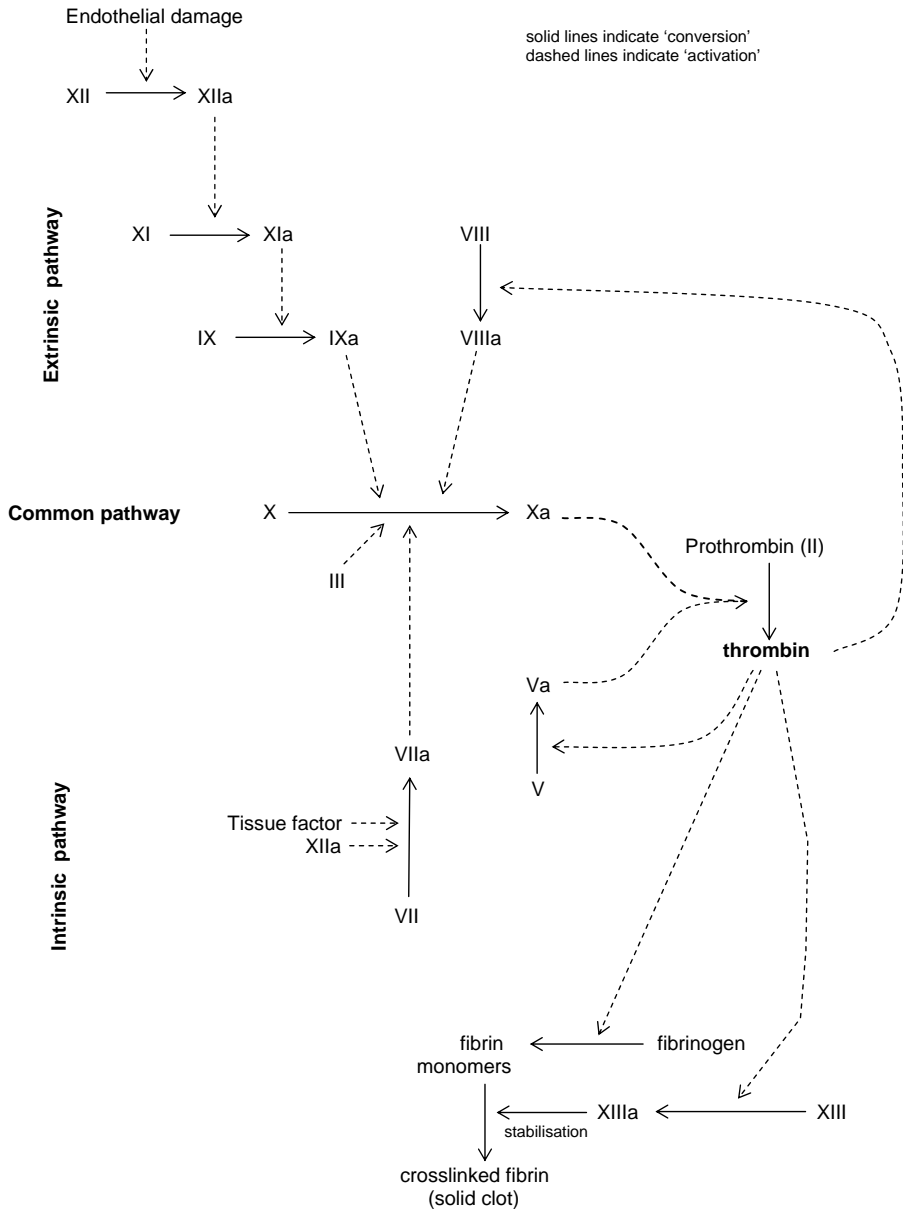 Endothelial damage
solid lines indicate ‘conversion’
dashed lines indicate ‘activation’
XII
XIIa
Extrinsic pathway
XI
XIa
VIII
IX
IXa
VIIIa
Common pathway
X
Xa
III
Prothrombin (II)
thrombin
Va
V
Intrinsic pathway
VIIa
Tissue factor
XIIa
VII
fibrin
monomers
fibrinogen
XIIIa
XIII
stabilisation
crosslinked fibrin
(solid clot)